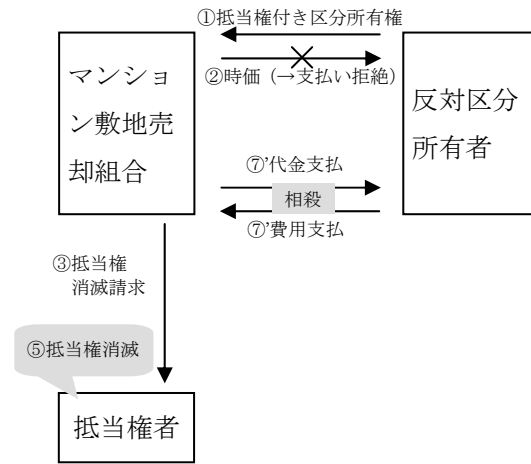 ①抵当権付き区分所有権
②時価（→支払い拒絶）
マンショ
ン敷地売
却組合
反対区分
所有者
⑦’代金支払
相殺
⑦’費用支払
③抵当権
消滅請求
⑤抵当権消滅
抵当権者